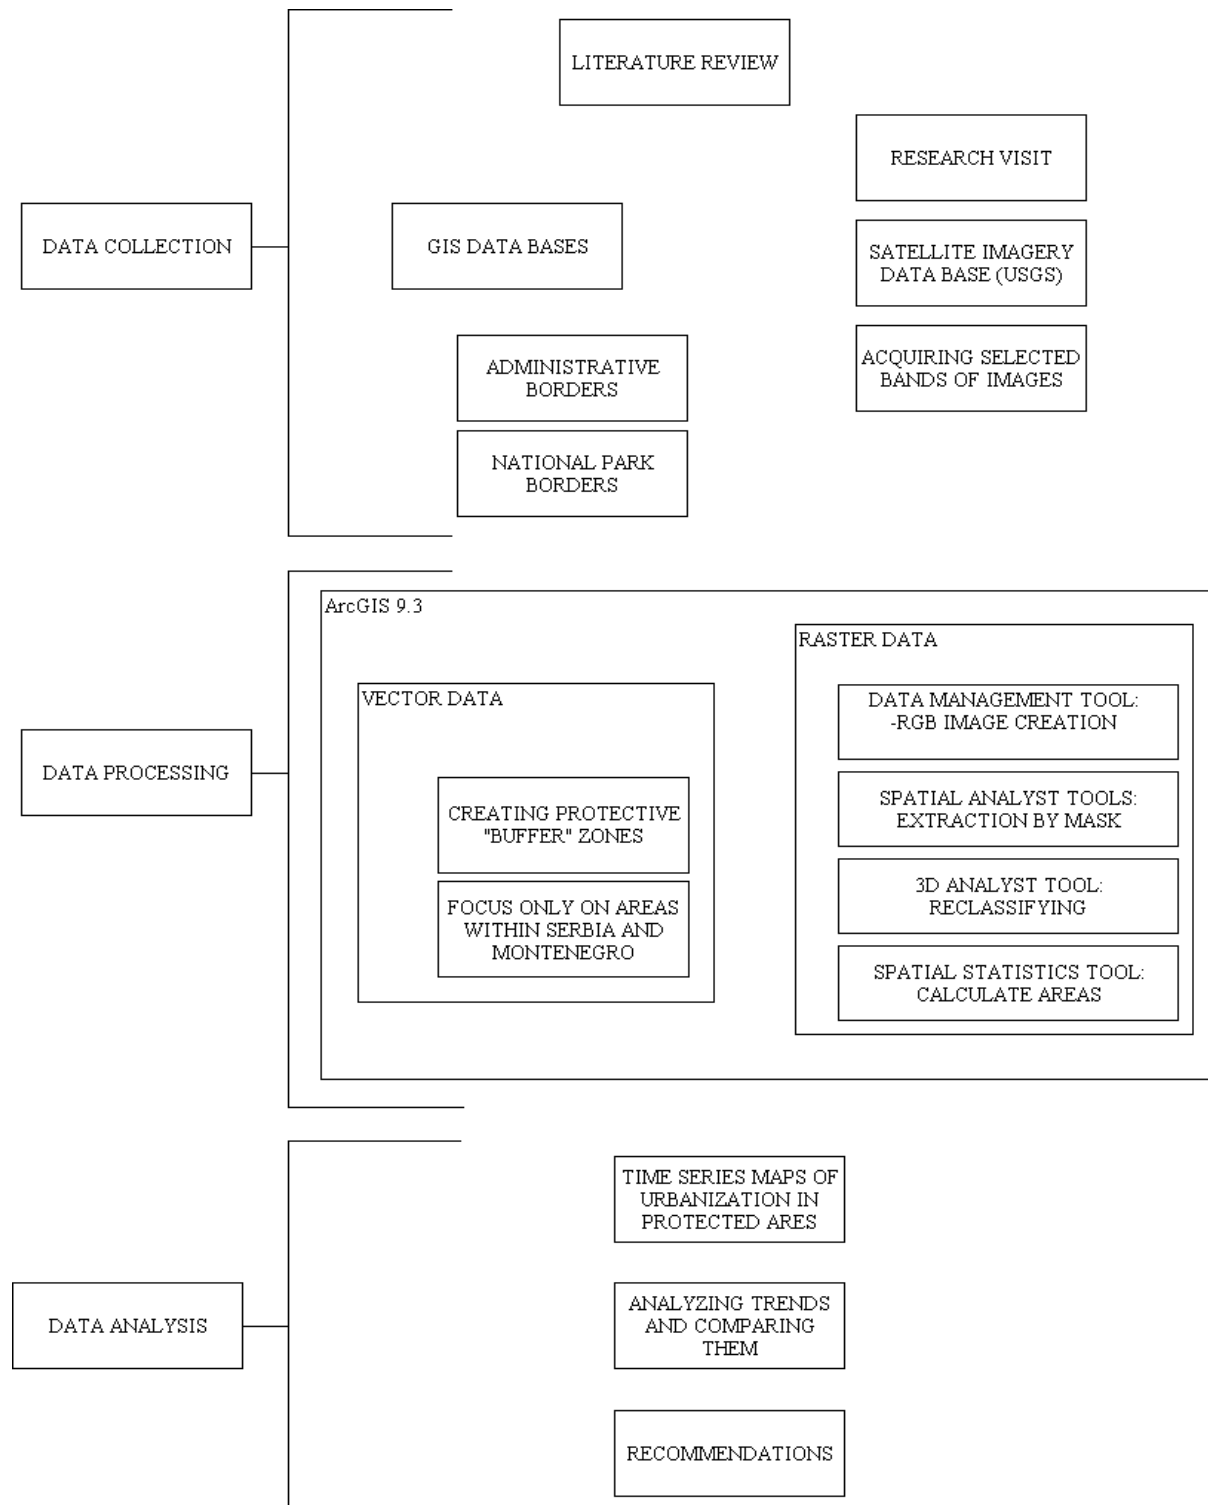 LITERATURE REVIEW
RESEARCH VISIT
DATA COLLECTION
GIS DATA BASES
SATELLITE IMAGERY
DATA BASE (USGS)
ADMINISTRATIVE
BORDERS
ACQUIRING SELECTED
BANDS OF IMAGES
NATIONAL PARK
BORDERS
ArcGIS 9.3
DATA PROCESSING
VECTOR DATA
CREATING PROTECTIVE
"BUFFER" ZONES
FOCUS ONLY ON AREAS
WITHIN SERBIA AND
MONTENEGRO
RASTER DATA
DATA MANAGEMENT TOOL:
-RGB IMAGE CREATION
SPATIAL ANALYST TOOLS:
EXTRACTION BY MASK
3D ANALYST TOOL:
RECLASSIFYING
SPATIAL STATISTICS TOOL:
CALCULATE AREAS
DATA ANALYSIS
TIME SERIES MAPS OF
URBANIZATION IN
PROTECTED ARES
ANALYZING TRENDS
AND COMPARING
THEM
RECOMMENDATIONS